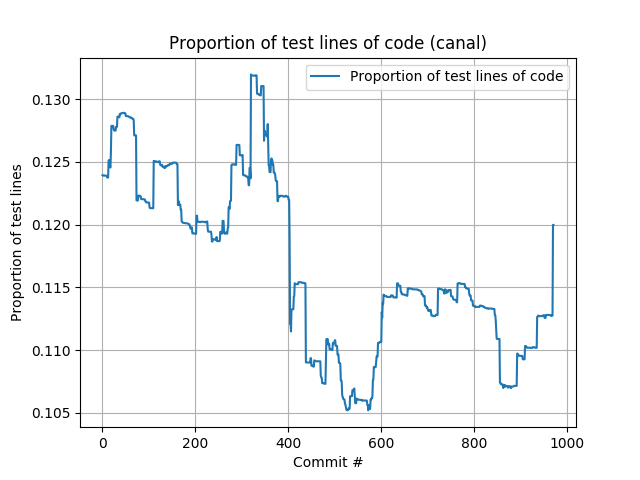 Proportion of test lines of code (canal)
Proportion of test lines of code
0.130
0.125
0.120
0.115
0.110
0.105
Proportion of test lines
0 200 400 600 800 1000
Commit #